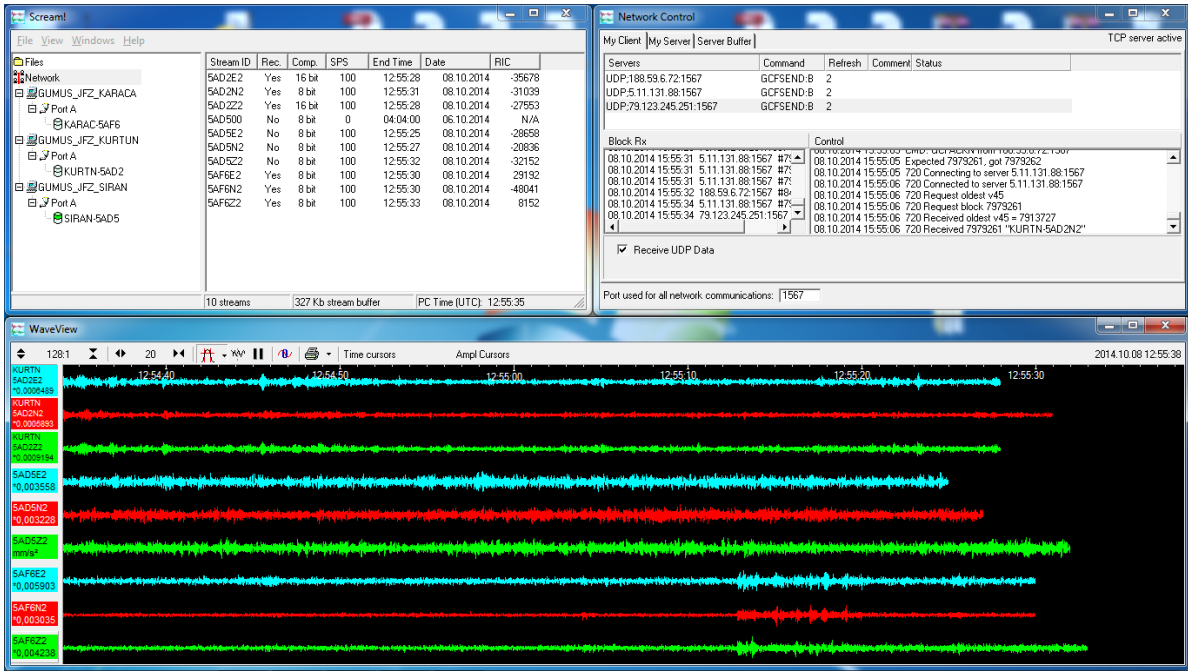 Scream!
File View Windows Help
Files
Network
GUMUS_JFZ_KARACA
Port A
KARAC-5AF6
GUMUS_JFZ_KURTUN
Port A
KURTN-5AD2
GUMUS_JFZ_SIRAN
Port A
SIRAN-5AD5
Stream ID Rec. Comp. SPS End Time Date RIC
5AD2E2 Yes 16 bit 100 12:55:28 08.10.2014 -35678
5AD2N2 Yes 8 bit 100 12:55:31 08.10.2014 -31039
5AD2Z2 Yes 16 bit 100 12:55:28 08.10.2014 -27553
5AD500 No 8 bit 0 04:04:00 06.10.2014 N/A
5AD5E2 No 8 bit 100 12:55:25 08.10.2014 -28658
5AD5N2 No 8 bit 100 12:55:27 08.10.2014 -20836
5AD5Z2 No 8 bit 100 12:55:32 08.10.2014 -32152
5AF6E2 Yes 8 bit 100 12:55:30 08.10.2014 29192
5AF6N2 Yes 8 bit 100 12:55:30 08.10.2014 -48041
5AF6Z2 Yes 8 bit 100 12:55:33 08.10.2014 8152
10 streams 327 Kb stream buffer PC Time (UTC): 12:55:35
Network Control
My Client My Server Server Buffer TCP server active
Servers Command Refresh Comment Status
UDP;188.59.6.72:1567 GCFSEND:B 2
UDP;5.11.131.88:1567 GCFSEND:B 2
UDP;79.123.245.251:1567 GCFSEND:B 2
Block Rx
08.10.2014 15:55:31 5.11.131.88:1567
08.10.2014 15:55:31 5.11.131.88:1567
08.10.2014 15:55:31 5.11.131.88:1567
08.10.2014 15:55:32 188.59.6.72:1567
08.10.2014 15:55:34 5.11.131.88:1567
08.10.2014 15:55:34 79.123.245.251:1567
Control
08.10.2014 15:55:05 Expected 7979261, got 7979262
08.10.2014 15:55:05 720 Connecting to server 5.11.131.88:1567
08.10.2014 15:55:06 720 Connected to server 5.11.131.88:1567
08.10.2014 15:55:06 720 Request oldest v45
08.10.2014 15:55:06 720 Request block 7979261
08.10.2014 15:55:06 720 Received oldest v45 = 7913727
08.10.2014 15:55:06 720 Received 7979261 "KURTN-5AD2N2"
Receive UDP Data
Port used for all network communications: 1567
WaveView
128:1 20 Time cursors Ampl Cursors 2014.10.08 12:55:38
12:54:40 12:54:50 12:55:00 12:55:10 12:55:20 12:55:30
KURTN
5AD2E2
*0,0006489
KURTN
5AD2N2
*0,0005893
KURTN
5AD2Z2
*0,0009194
5AD5E2
*0,003558
5AD5N2
*0,003228
5AD5Z2
mm/s²
5AF6E2
*0,005903
5AF6N2
*0,003035
5AF6Z2
*0,004238